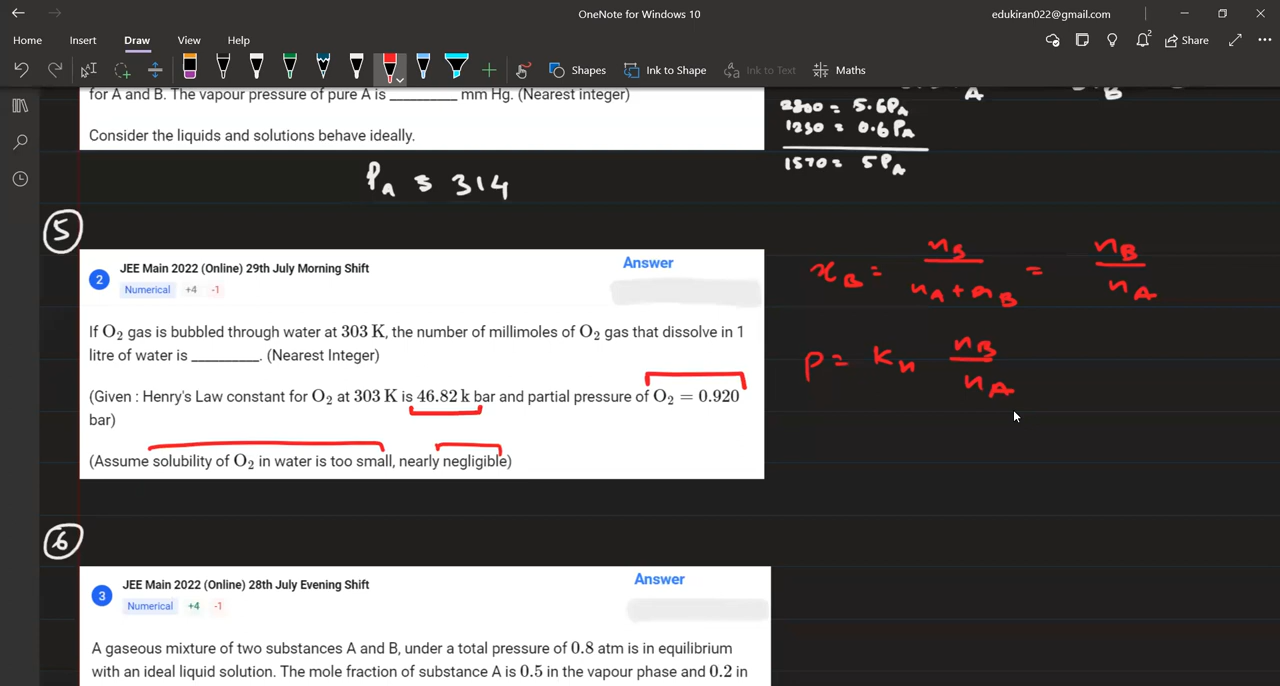 OneNote for Windows 10
edukiran022@gmail.com
Home Insert Draw View Help
Shapes Ink to Shape Ink to Text Maths Share
for A and B. The vapour pressure of pure A is __________ mm Hg. (Nearest integer)
Consider the liquids and solutions behave ideally.
= 5.6PA
1230 = 0.6PA
1570 = 5PA
PA = 314
5
2 JEE Main 2022 (Online) 29th July Morning Shift
Numerical +4 -1
Answer
If O2 gas is bubbled through water at 303 K, the number of millimoles of O2 gas that dissolve in 1
litre of water is __________. (Nearest Integer)
(Given : Henry's Law constant for O2 at 303 K is 46.82 k bar and partial pressure of O2 = 0.920
bar)
(Assume solubility of O2 in water is too small, nearly negligible)
xB = nB / nA + nB = nB / nA
P = KH nB / nA
6
3 JEE Main 2022 (Online) 28th July Evening Shift
Numerical +4 -1
Answer
A gaseous mixture of two substances A and B, under a total pressure of 0.8 atm is in equilibrium
with an ideal liquid solution. The mole fraction of substance A is 0.5 in the vapour phase and 0.2 in